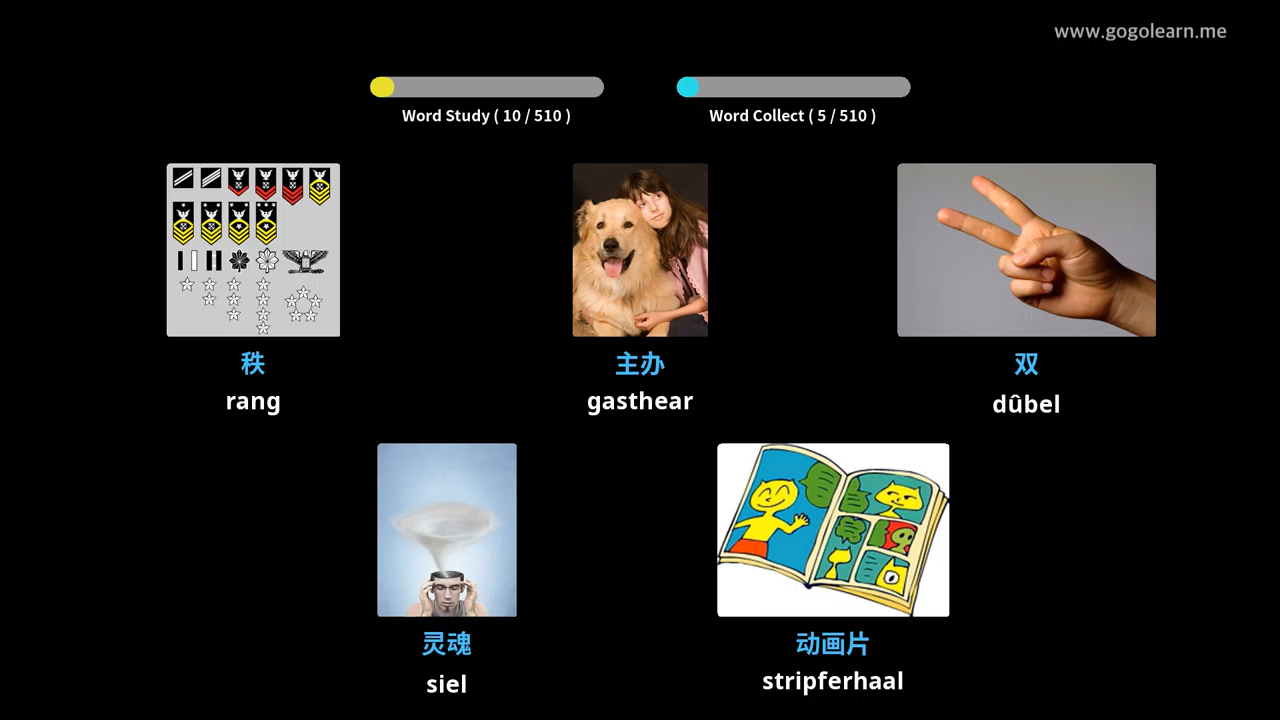 www.gogolearn.me
Word Study ( 10 / 510 )
Word Collect ( 5 / 510 )
秩
rang
主办
gasthear
双
dûbel
灵魂
siel
动画片
stripferhaal